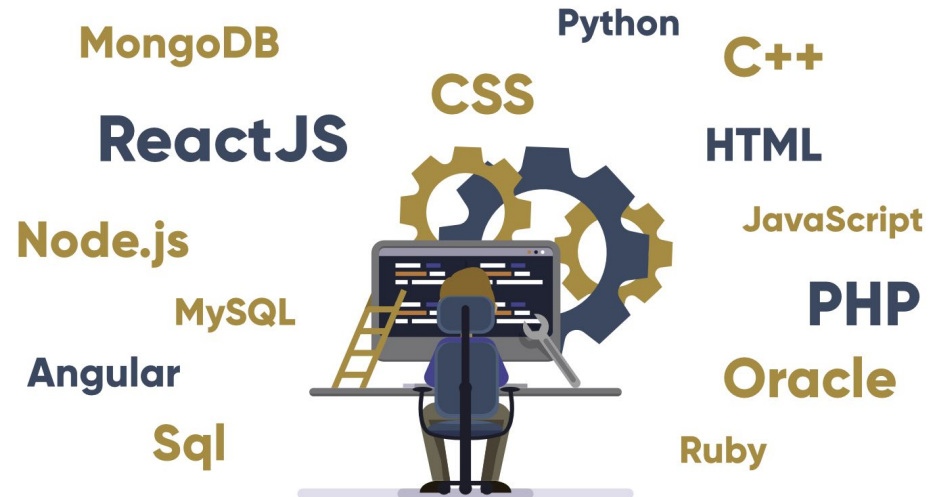 Python
MongoDB
C++
CSS
ReactJS
HTML
JavaScript
Node.js
PHP
MySQL
Angular
Oracle
Sql
Ruby